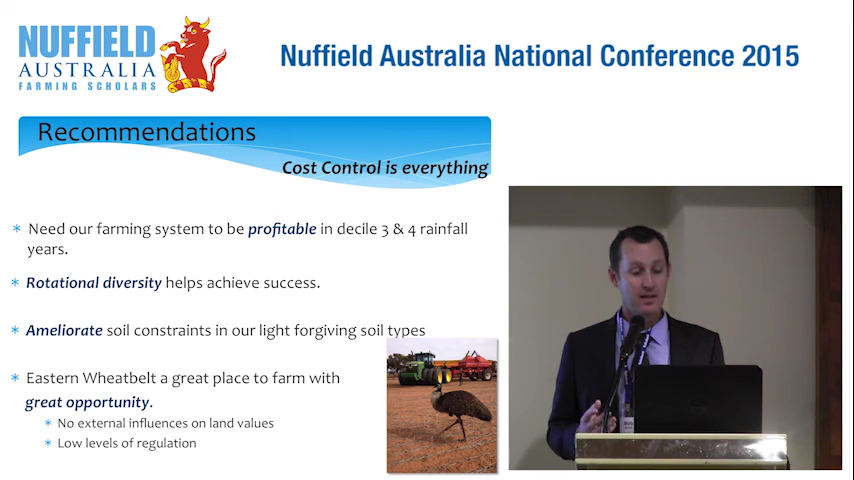 NUFFIELD
AUSTRALIA
FARMING SCHOLARS
Nuffield Australia National Conference 2015
Recommendations
Cost Control is everything
Need our farming system to be profitable in decile 3 & 4 rainfall
years.
Rotational diversity helps achieve success.
Ameliorate soil constraints in our light forgiving soil types
Eastern Wheatbelt a great place to farm with
great opportunity.
No external influences on land values
Low levels of regulation